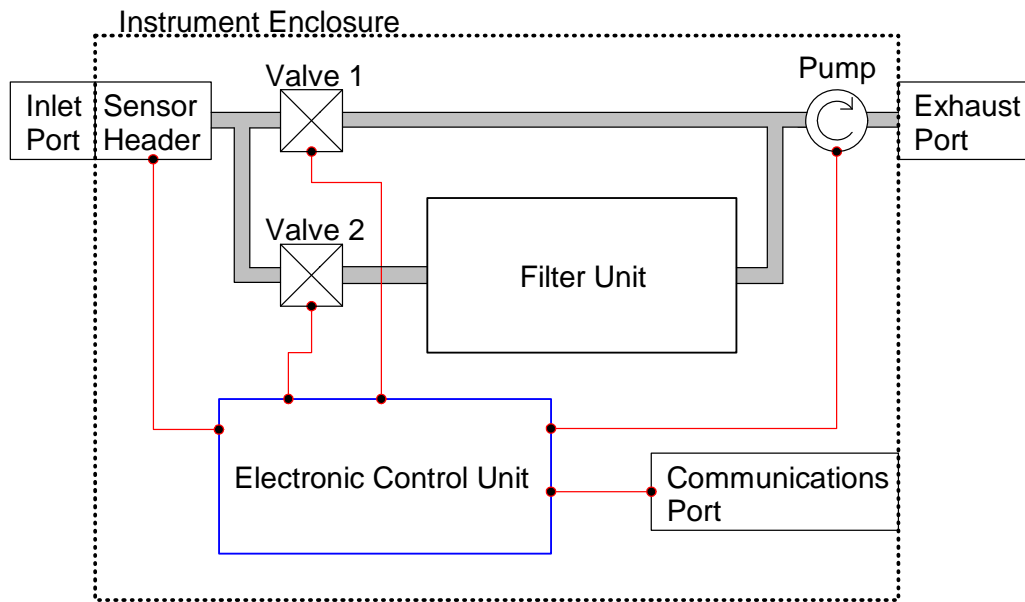 Instrument Enclosure
Valve 1
Pump
Inlet
Port
Sensor
Header
Exhaust
Port
Valve 2
Filter Unit
Electronic Control Unit
Communications
Port